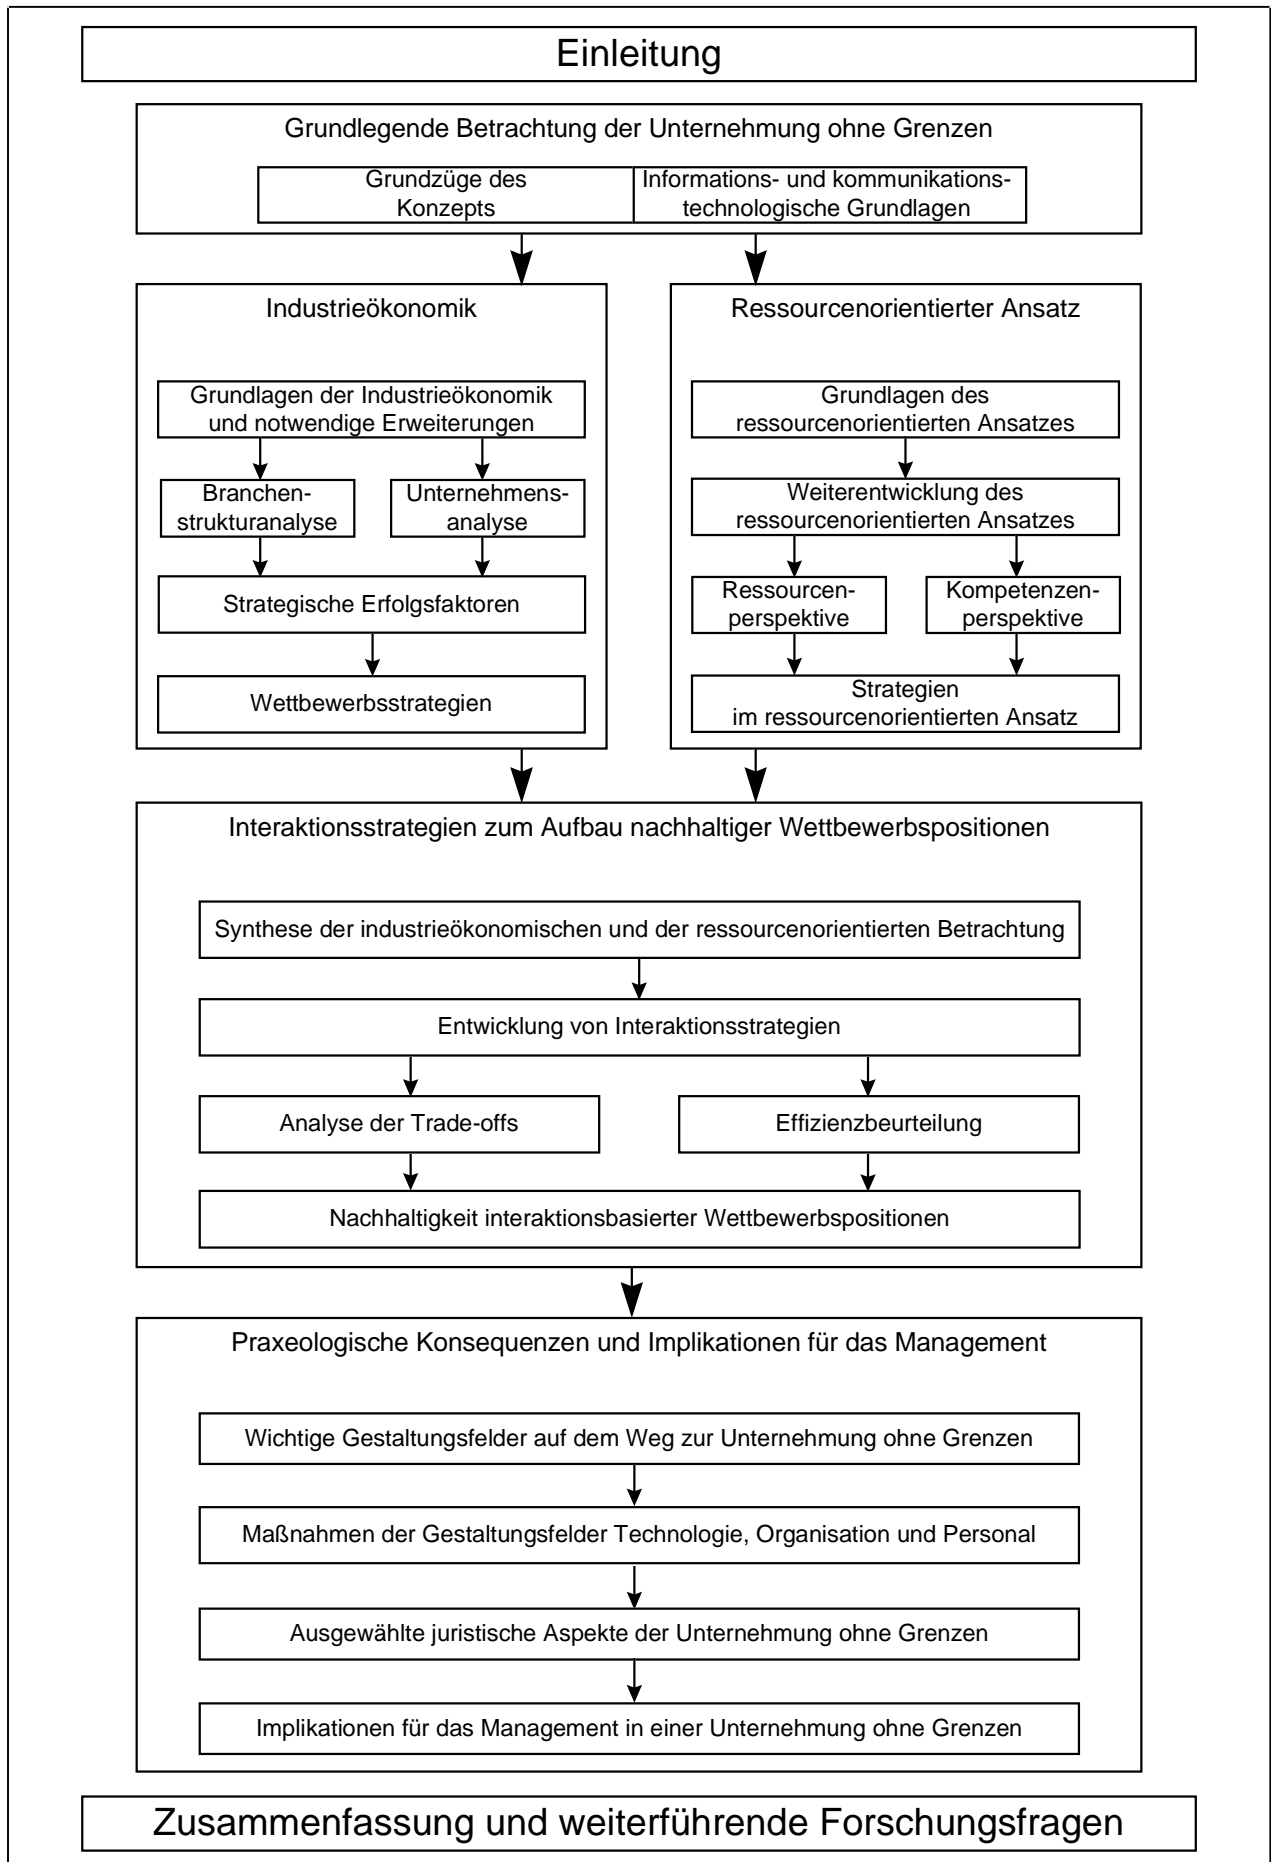 Einleitung
Grundlegende Betrachtung der Unternehmung ohne Grenzen
Grundzüge des
Konzepts
Informations- und kommunikations-
technologische Grundlagen
Industrieökonomik
Grundlagen der Industrieökonomik
und notwendige Erweiterungen
Branchen-
strukturanalyse
Unternehmens-
analyse
Strategische Erfolgsfaktoren
Wettbewerbsstrategien
Ressourcenorientierter Ansatz
Grundlagen des
ressourcenorientierten Ansatzes
Weiterentwicklung des
ressourcenorientierten Ansatzes
Ressourcen-
perspektive
Kompetenzen-
perspektive
Strategien
im ressourcenorientierten Ansatz
Interaktionsstrategien zum Aufbau nachhaltiger Wettbewerbspositionen
Synthese der industrieökonomischen und der ressourcenorientierten Betrachtung
Entwicklung von Interaktionsstrategien
Analyse der Trade-offs
Effizienzbeurteilung
Nachhaltigkeit interaktionsbasierter Wettbewerbspositionen
Praxeologische Konsequenzen und Implikationen für das Management
Wichtige Gestaltungsfelder auf dem Weg zur Unternehmung ohne Grenzen
Maßnahmen der Gestaltungsfelder Technologie, Organisation und Personal
Ausgewählte juristische Aspekte der Unternehmung ohne Grenzen
Implikationen für das Management in einer Unternehmung ohne Grenzen
Zusammenfassung und weiterführende Forschungsfragen